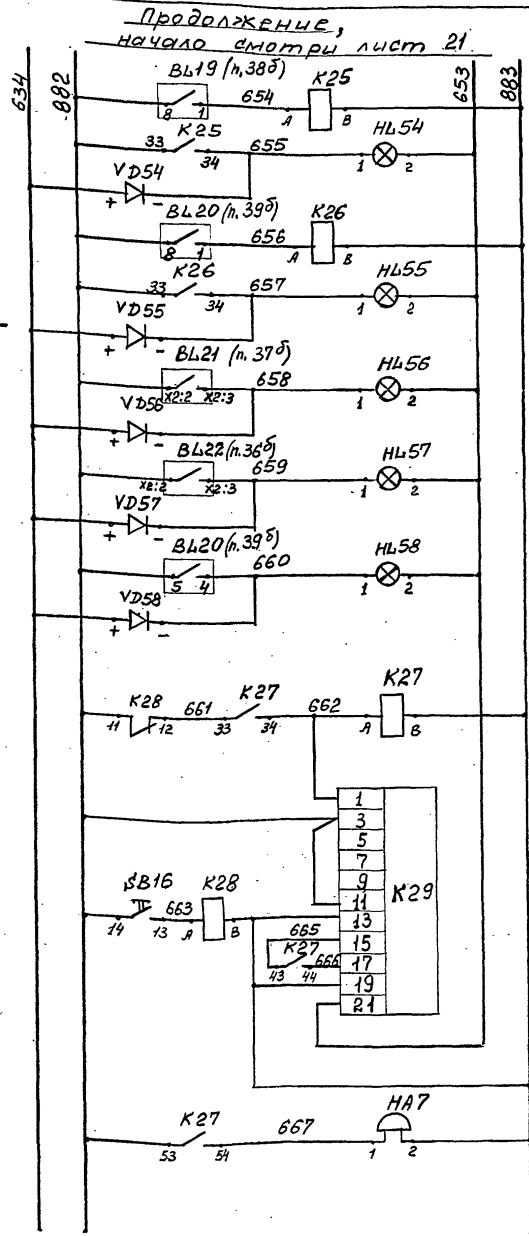 Продолжение,
начало смотри лист 21
634 882 653 883
BL19 (п.38б) K25
8 1 654 A B
K25 HL54
33 34 655 1 2
VD54
+ -
BL20 (п.39б) K26
8 1 656 A B
K26 HL55
33 34 657 1 2
VD55
+ -
BL21 (п.37б) HL56
X2:2 X2:3 658 1 2
VD56
+ -
BL22 (п.36б) HL57
X2:2 X2:3 659 1 2
VD57
+ -
BL20 (п.39б) HL58
5 4 660 1 2
VD58
+ -
K28 K27 K27
11 12 661 33 34 662 A B
1
3
5
7
9
11
13
15
17
19
21
K29
SB16 K28
14 13 663 A B
665
K27
43 44 666
K27 HA7
53 54 667 1 2